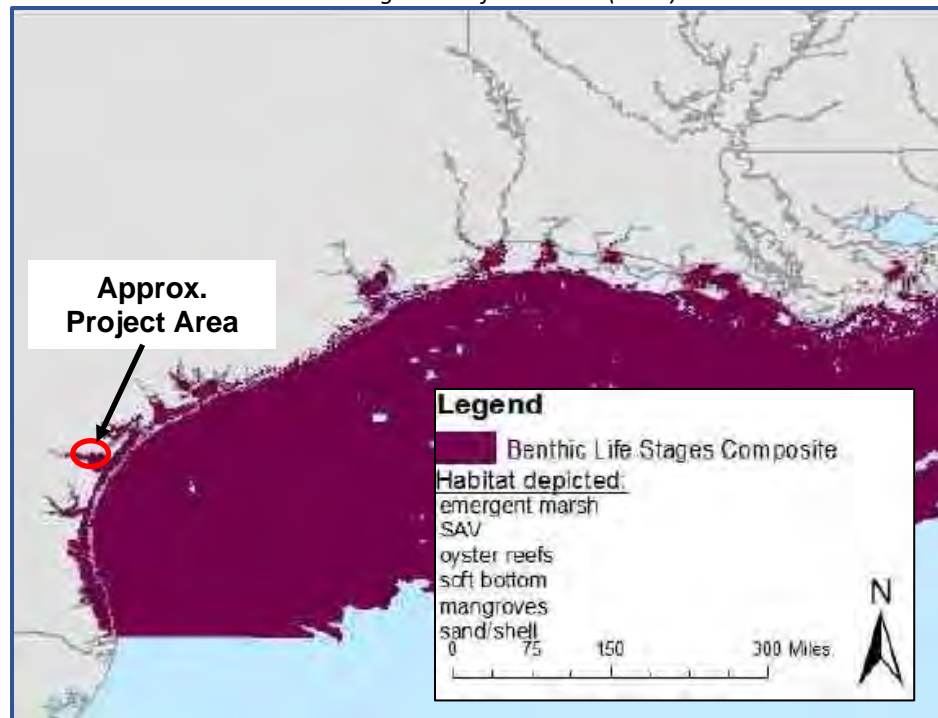 Approx.
Project Area
Legend
Benthic Life Stages Composite
Habitat depicted:
emergent marsh
SAV
oyster reefs
soft bottom
mangroves
sand/shell
N
0 75 150 300 Miles